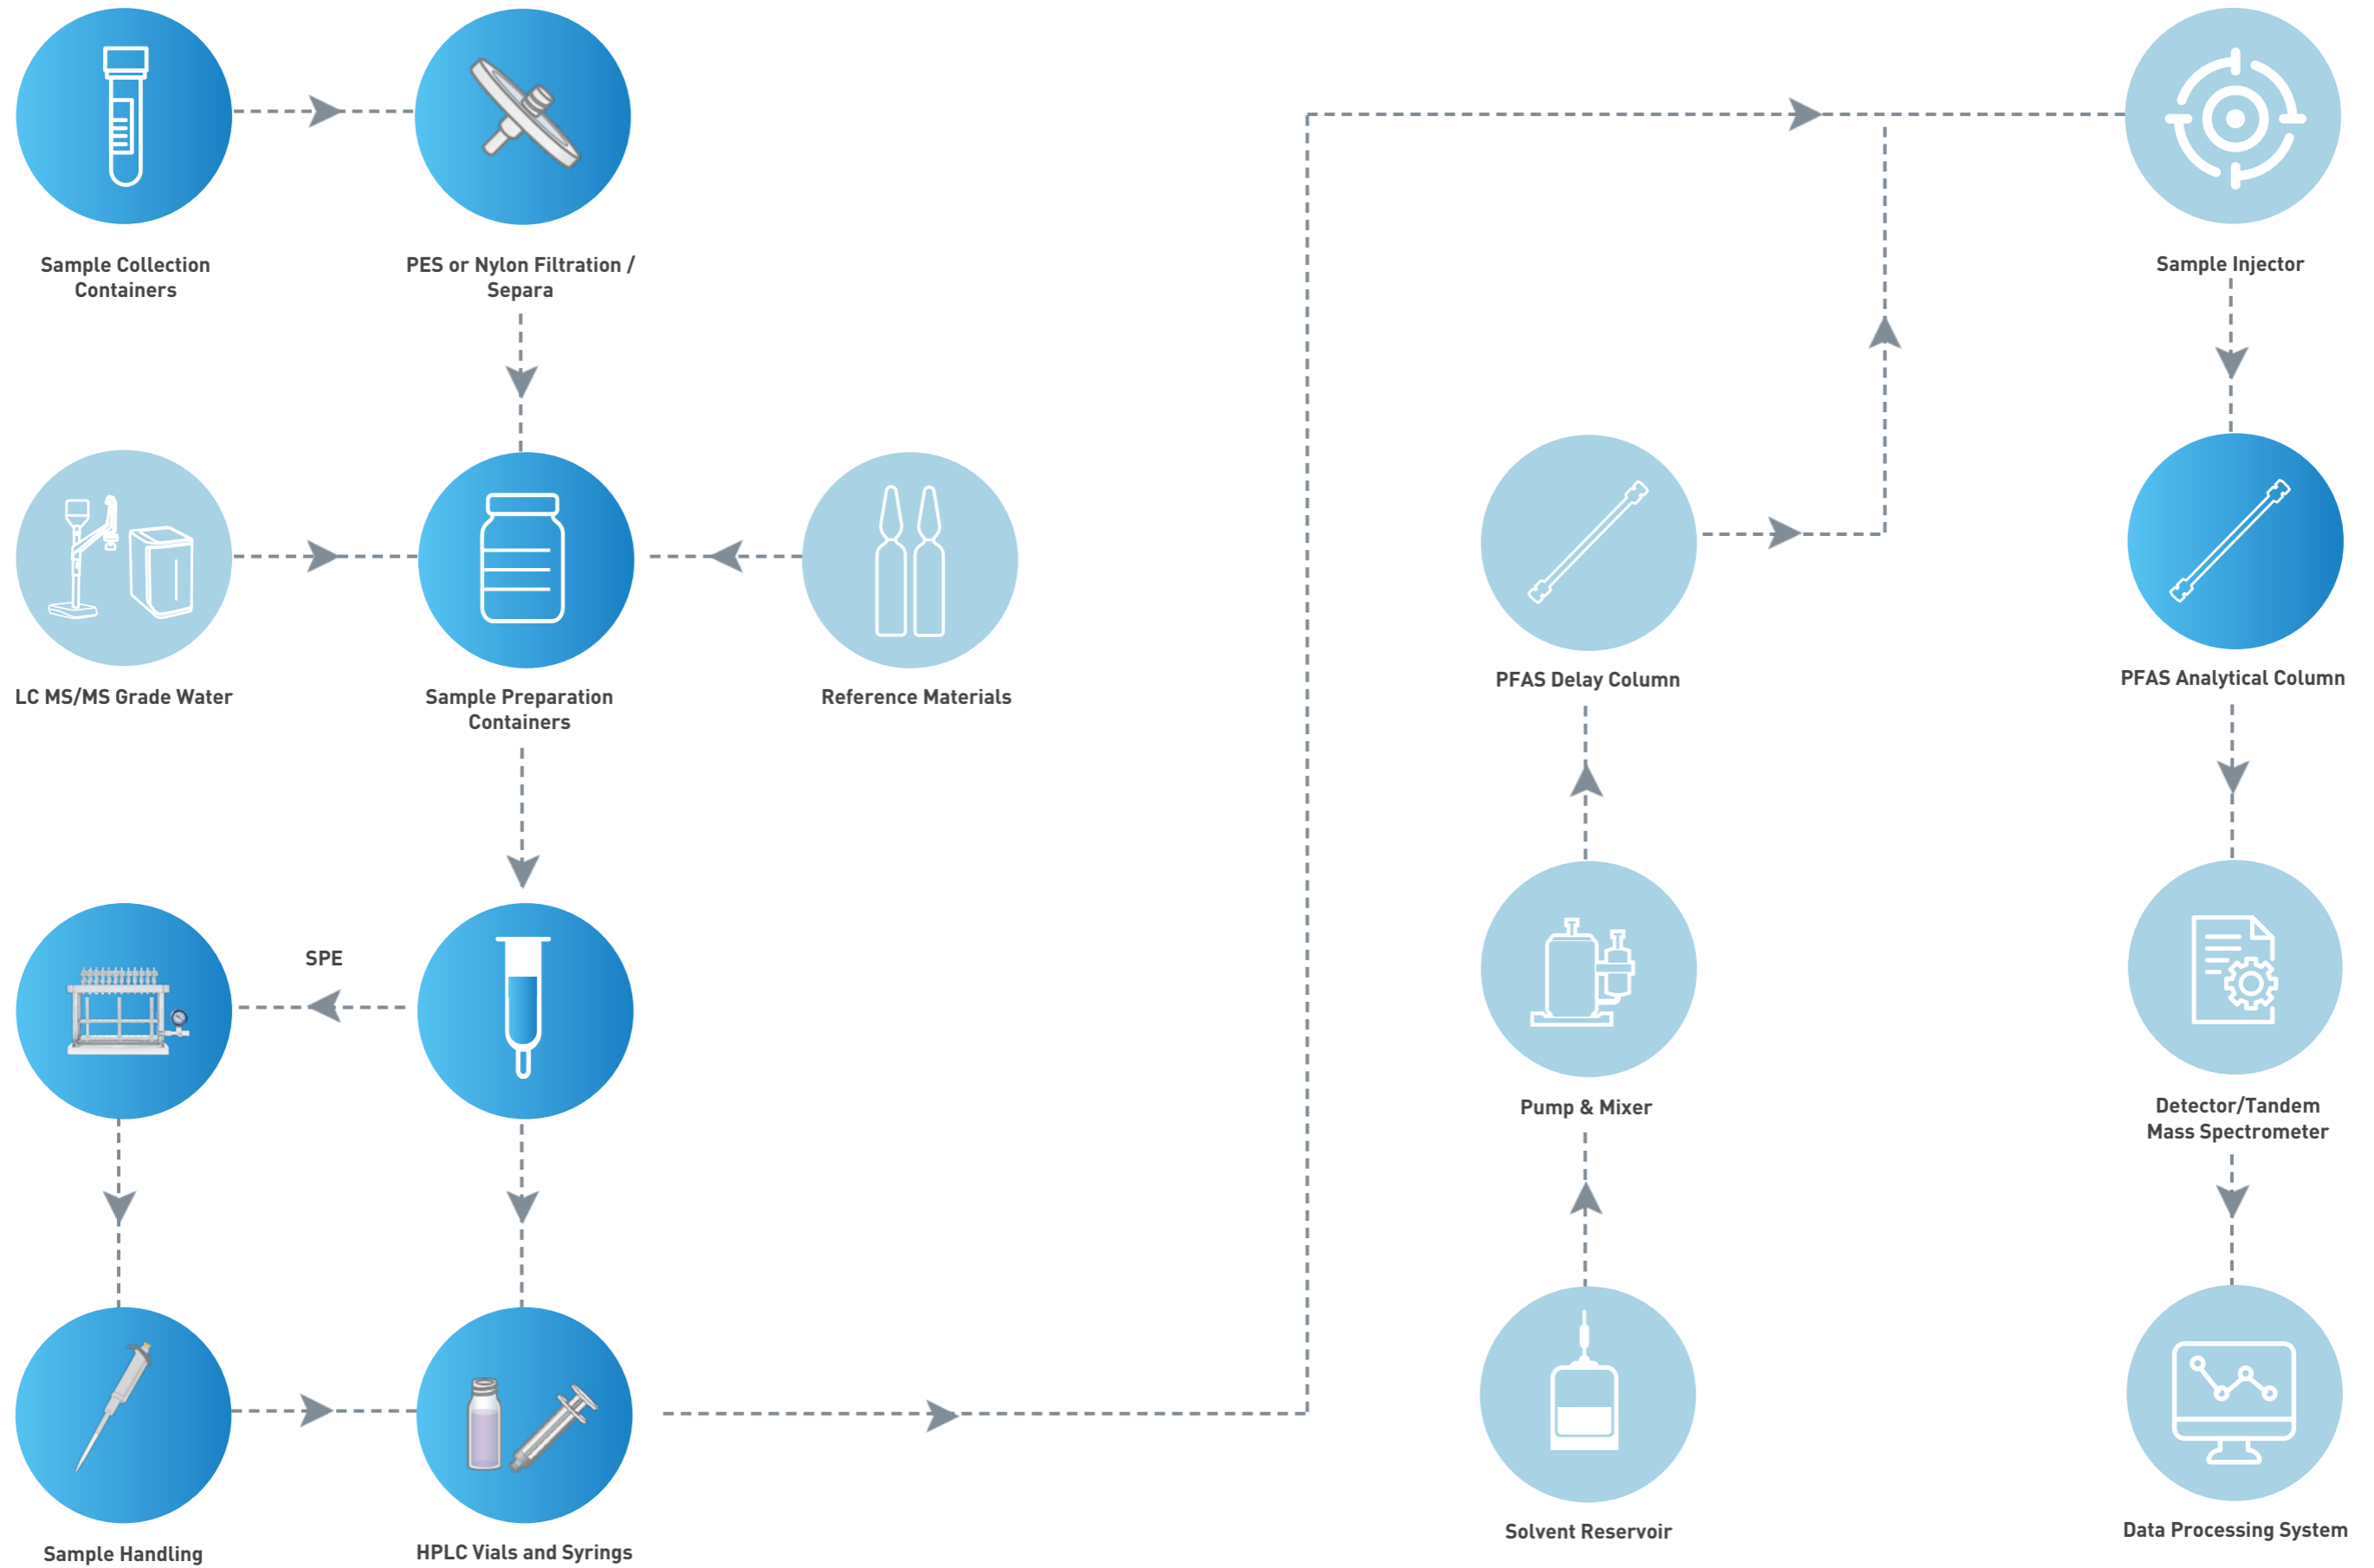 Sample Collection
Containers
PES or Nylon Filtration /
Separa
Sample Injector
LC MS/MS Grade Water
Sample Preparation
Containers
Reference Materials
PFAS Delay Column
PFAS Analytical Column
SPE
Pump & Mixer
Detector/Tandem
Mass Spectrometer
Sample Handling
HPLC Vials and Syrings
Solvent Reservoir
Data Processing System